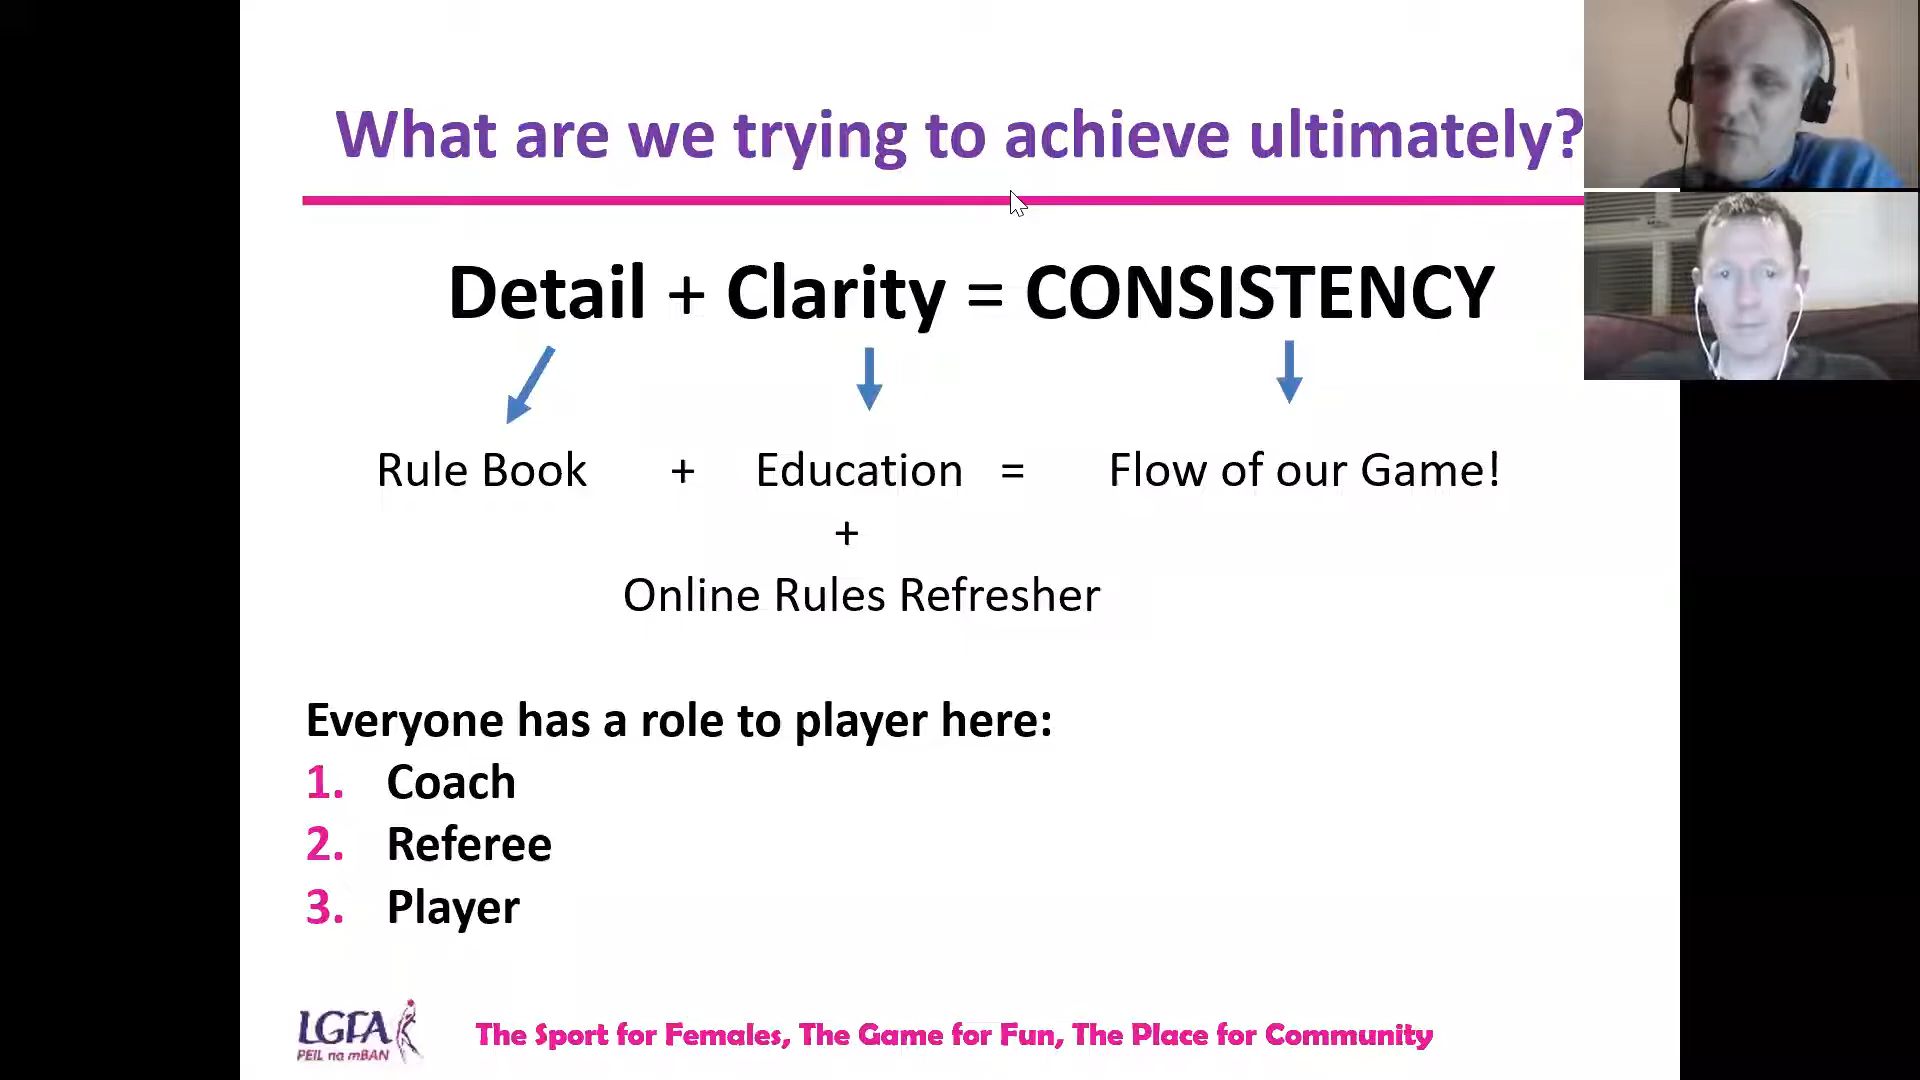 What are we trying to achieve ultimately?
Detail + Clarity = CONSISTENCY
Rule Book + Education = Flow of our Game!
+
Online Rules Refresher
Everyone has a role to player here:
1. Coach
2. Referee
3. Player
LGFA
PEIL na mBAN
The Sport for Females, The Game for Fun, The Place for Community